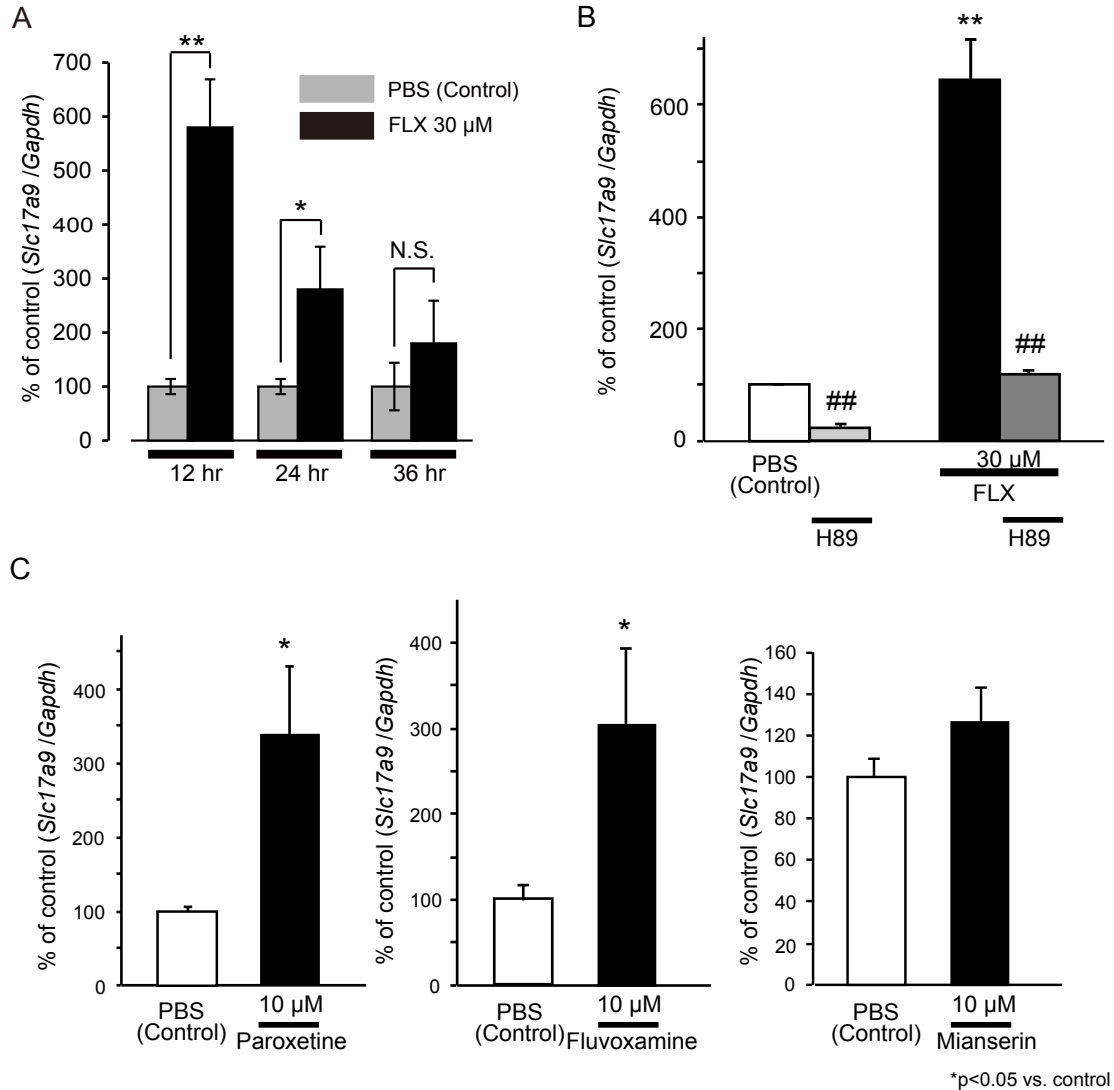 A
% of control (Slc17a9 /Gapdh)
700
600
500
400
300
200
100
0
**
*
N.S.
PBS (Control)
FLX 30 µM
12 hr
24 hr
36 hr
B
% of control (Slc17a9 /Gapdh)
600
400
200
0
**
##
##
PBS
(Control)
30 µM
FLX
H89
H89
C
% of control (Slc17a9 /Gapdh)
400
300
200
100
0
*
PBS
(Control)
10 µM
Paroxetine
% of control (Slc17a9 /Gapdh)
400
300
200
100
0
*
PBS
(Control)
10 µM
Fluvoxamine
% of control (Slc17a9 /Gapdh)
160
140
120
100
80
60
40
20
0
PBS
(Control)
10 µM
Mianserin
*p<0.05 vs. control